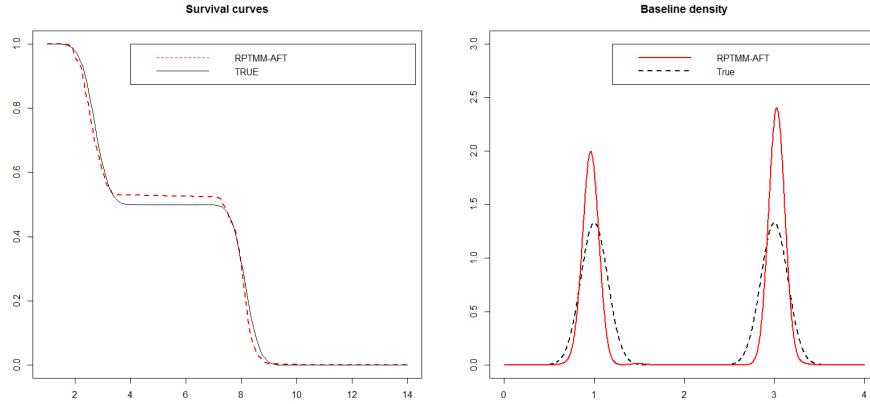 Survival curves
1.0
0.8
0.6
0.4
0.2
0.0
RPTMM-AFT
TRUE
2 4 6 8 10 12 14
Baseline density
3.0
2.5
2.0
1.5
1.0
0.5
0.0
RPTMM-AFT
True
0 1 2 3 4